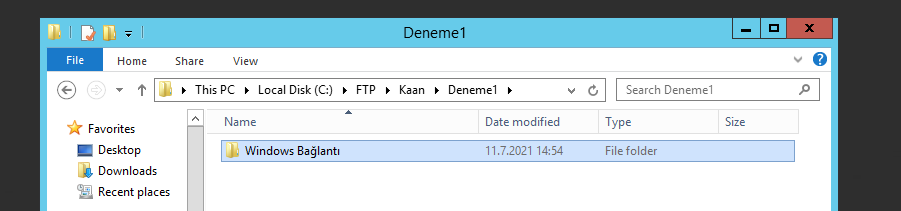 Deneme1
File Home Share View
This PC Local Disk (C:) FTP Kaan Deneme1 Search Deneme1
Favorites Name Date modified Type Size
Desktop Windows Bağlantı 11.7.2021 14:54 File folder
Downloads
Recent places